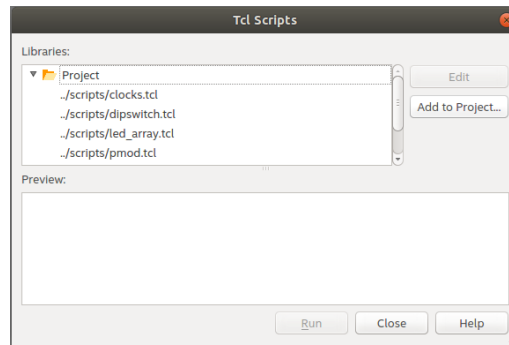 Tcl Scripts
Libraries:
Project
../scripts/clocks.tcl
../scripts/dipswitch.tcl
../scripts/led_array.tcl
../scripts/pmod.tcl
Edit
Add to Project...
Preview:
Run Close Help